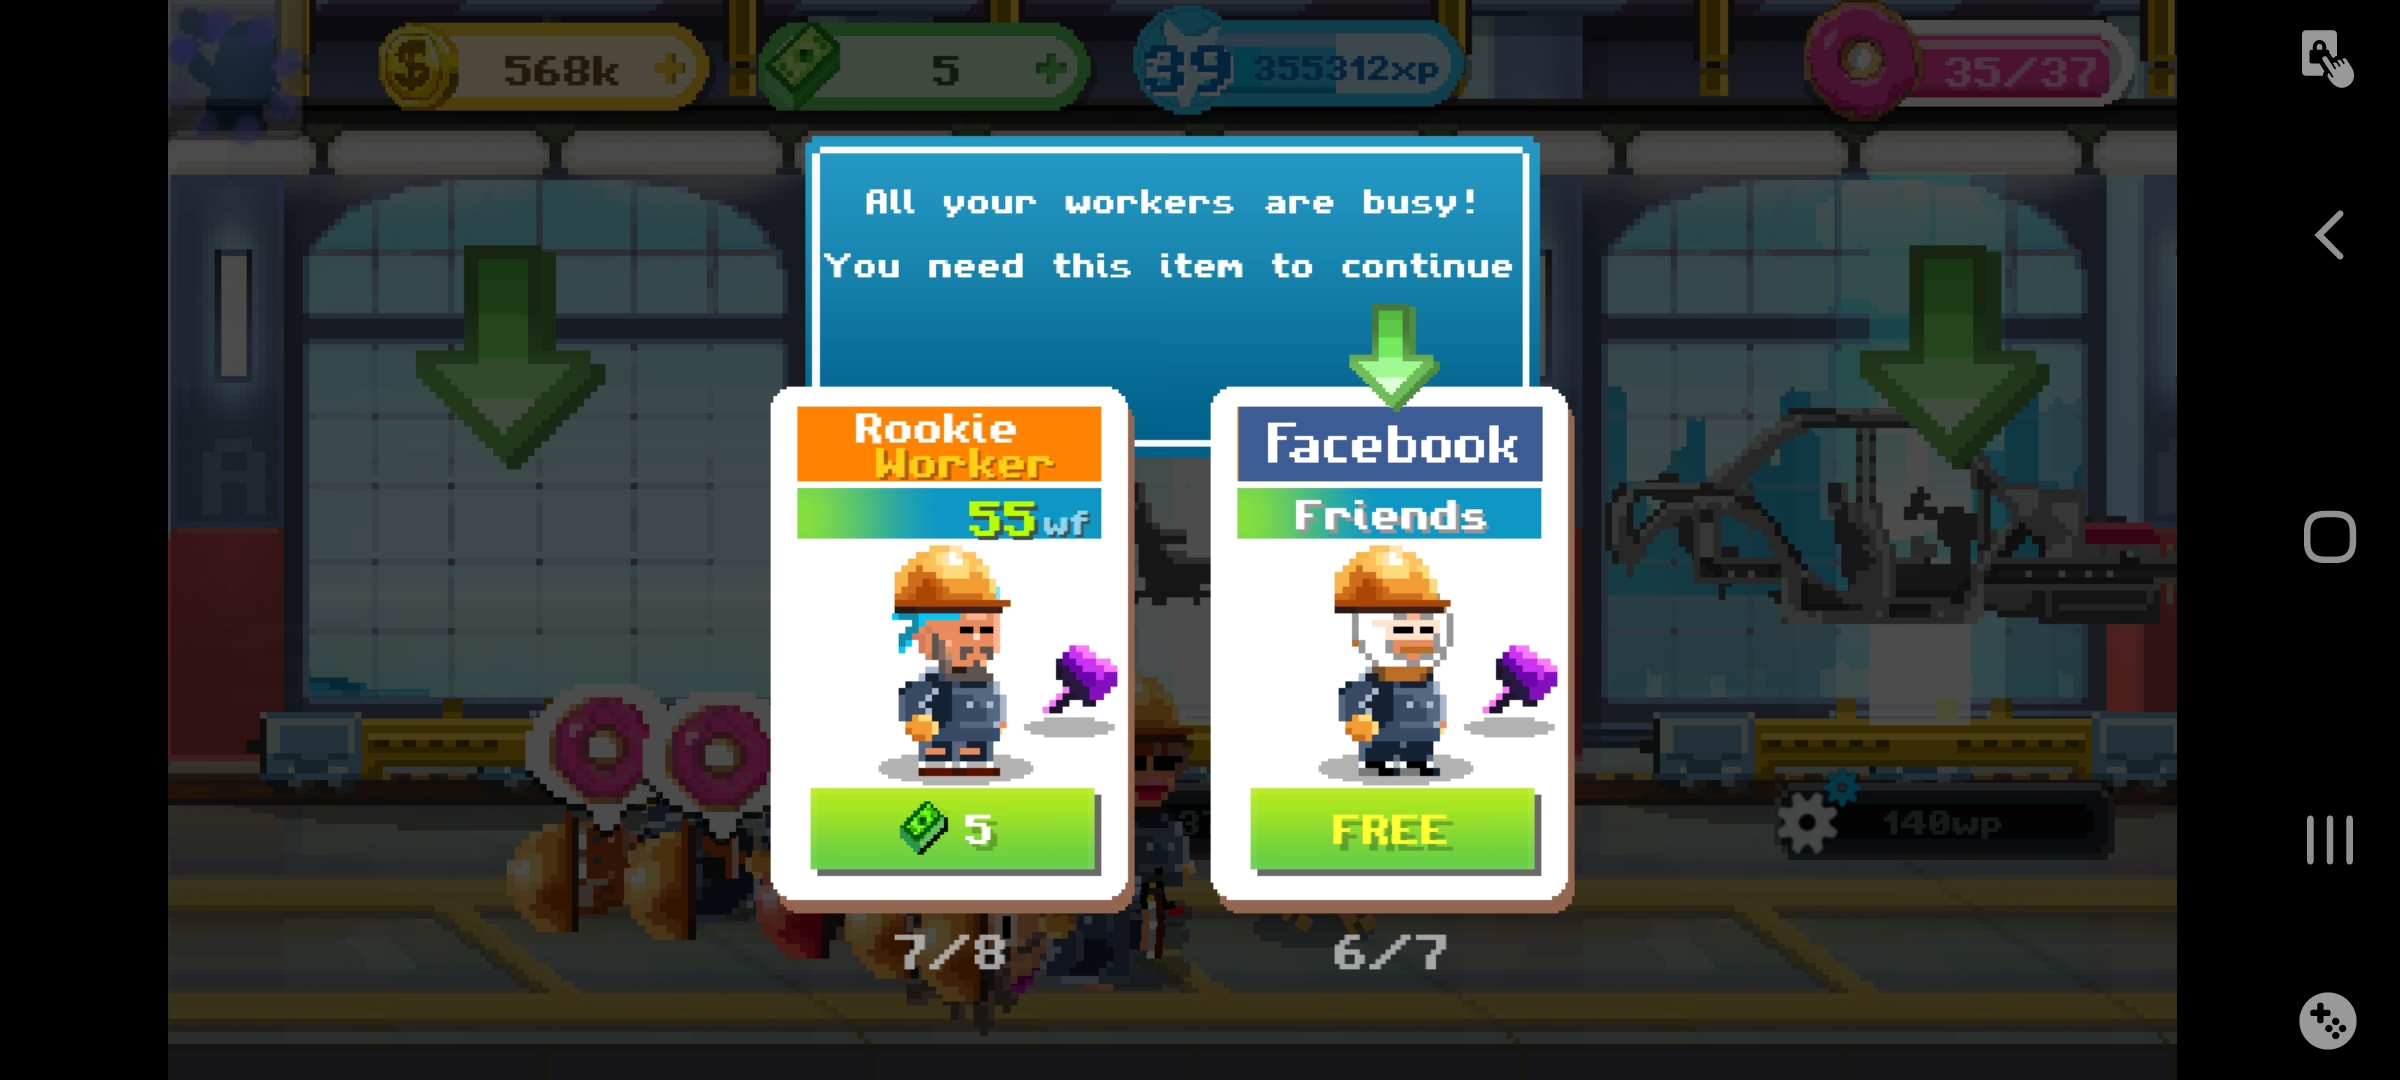 568k
5
39 355312xp
35/37
All your workers are busy!
You need this item to continue
Rookie
Worker
55wf
5
7/8
Facebook
Friends
FREE
6/7
A
140wp